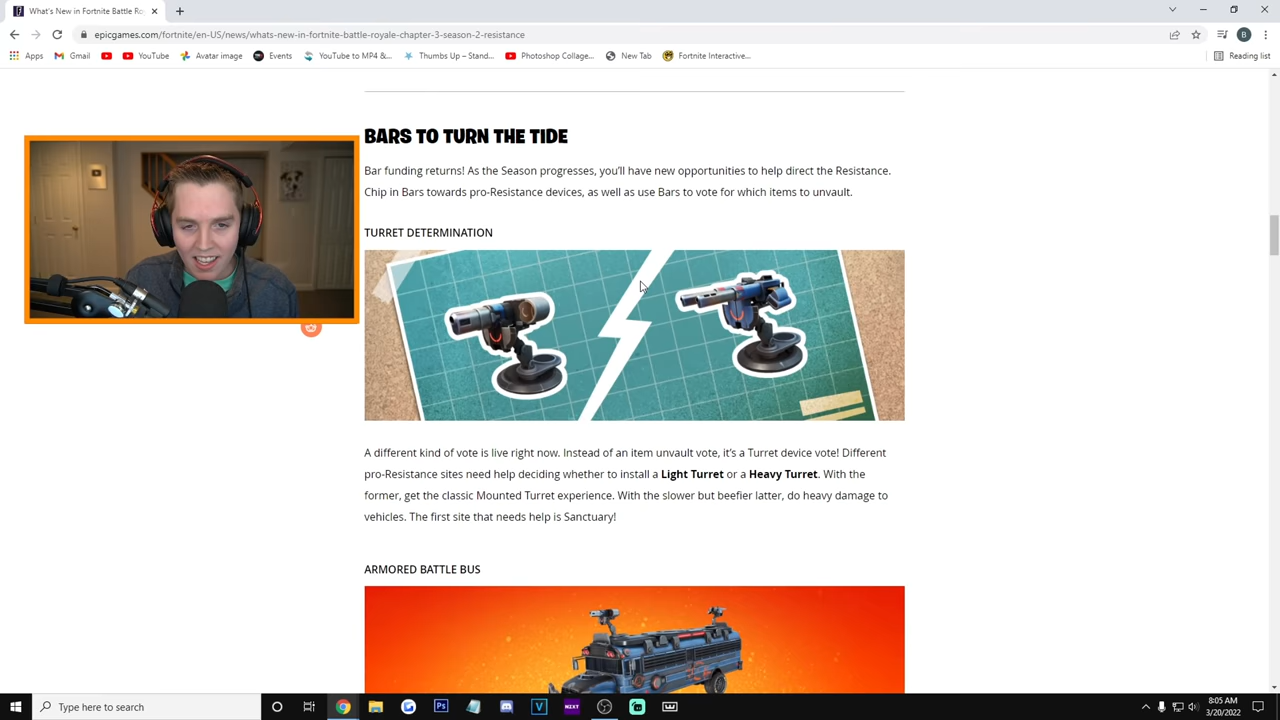 What's New in Fortnite Battle Ro
epicgames.com/fortnite/en-US/news/whats-new-in-fortnite-battle-royale-chapter-3-season-2-resistance
B
Apps
Gmail
YouTube
Avatar image
Events
YouTube to MP4 &...
Thumbs Up – Stand...
Photoshop Collage...
New Tab
Fortnite Interactive...
Reading list
BARS TO TURN THE TIDE
Bar funding returns! As the Season progresses, you'll have new opportunities to help direct the Resistance.
Chip in Bars towards pro-Resistance devices, as well as use Bars to vote for which items to unvault.
TURRET DETERMINATION
A different kind of vote is live right now. Instead of an item unvault vote, it's a Turret device vote! Different
pro-Resistance sites need help deciding whether to install a Light Turret or a Heavy Turret. With the
former, get the classic Mounted Turret experience. With the slower but beefier latter, do heavy damage to
vehicles. The first site that needs help is Sanctuary!
ARMORED BATTLE BUS
Type here to search
Ps
V
NEXT
8:05 AM
3/20/2022